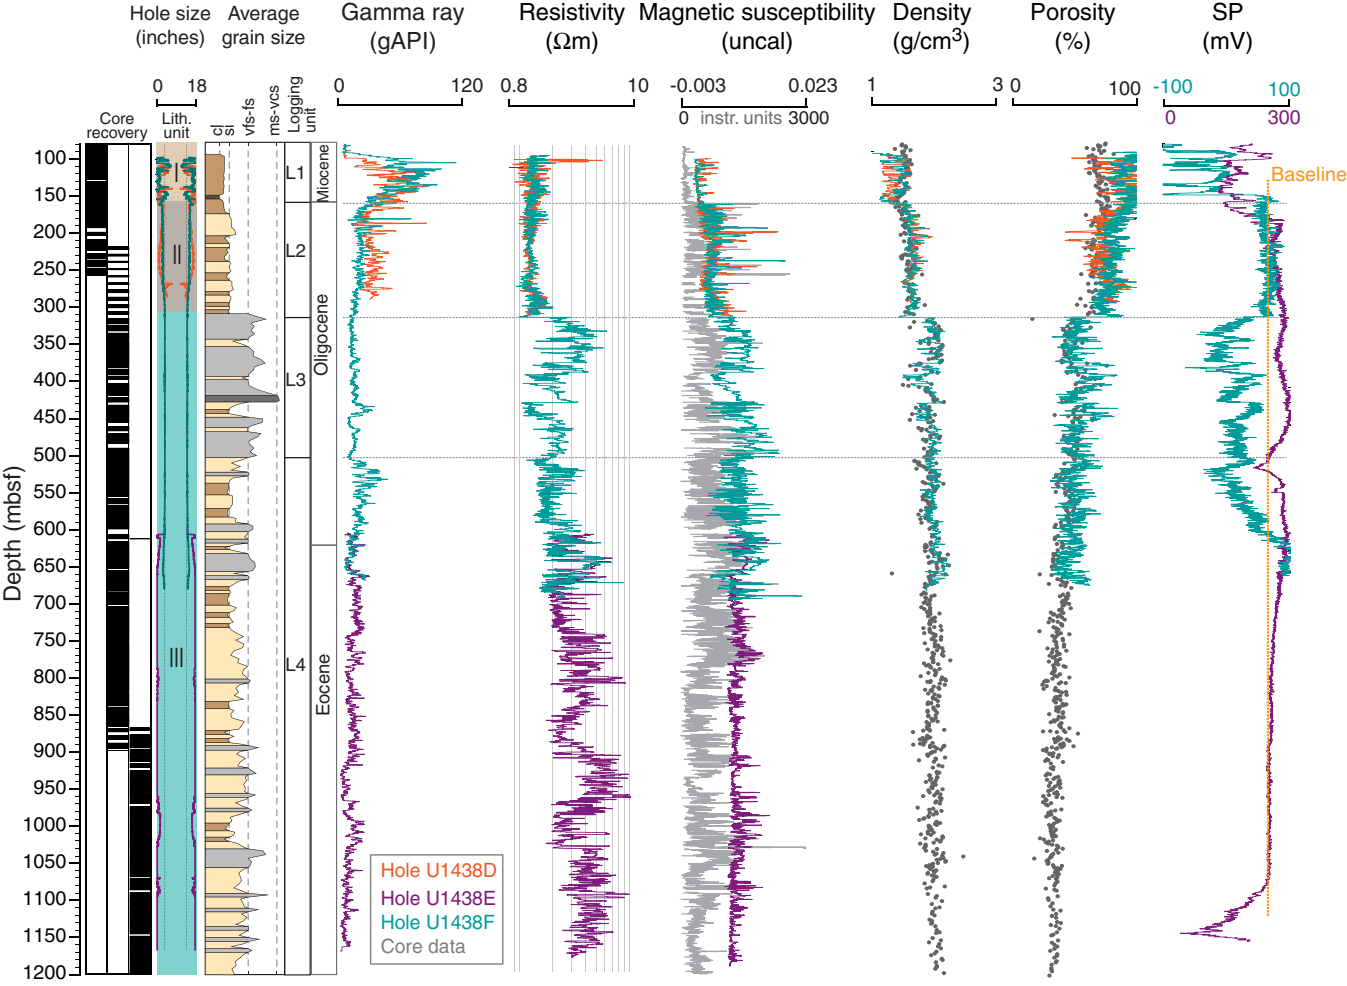 Hole size
(inches)
Average
grain size
Gamma ray
(gAPI)
Resistivity
(Ωm)
Magnetic susceptibility
(uncal)
Density
(g/cm3)
Porosity
(%)
SP
(mV)
0 18
0 120
0.8 10
-0.003 0.023
0 instr. units 3000
1 3
0 100
-100 100
0 300
Core
recovery
Lith.
unit
cl
si
vfs-fs
ms-vcs
Logging
unit
Depth (mbsf)
100
150
200
250
300
350
400
450
500
550
600
650
700
750
800
850
900
950
1000
1050
1100
1150
1200
I
II
III
L1
L2
L3
L4
Miocene
Oligocene
Eocene
Baseline
Hole U1438D
Hole U1438E
Hole U1438F
Core data